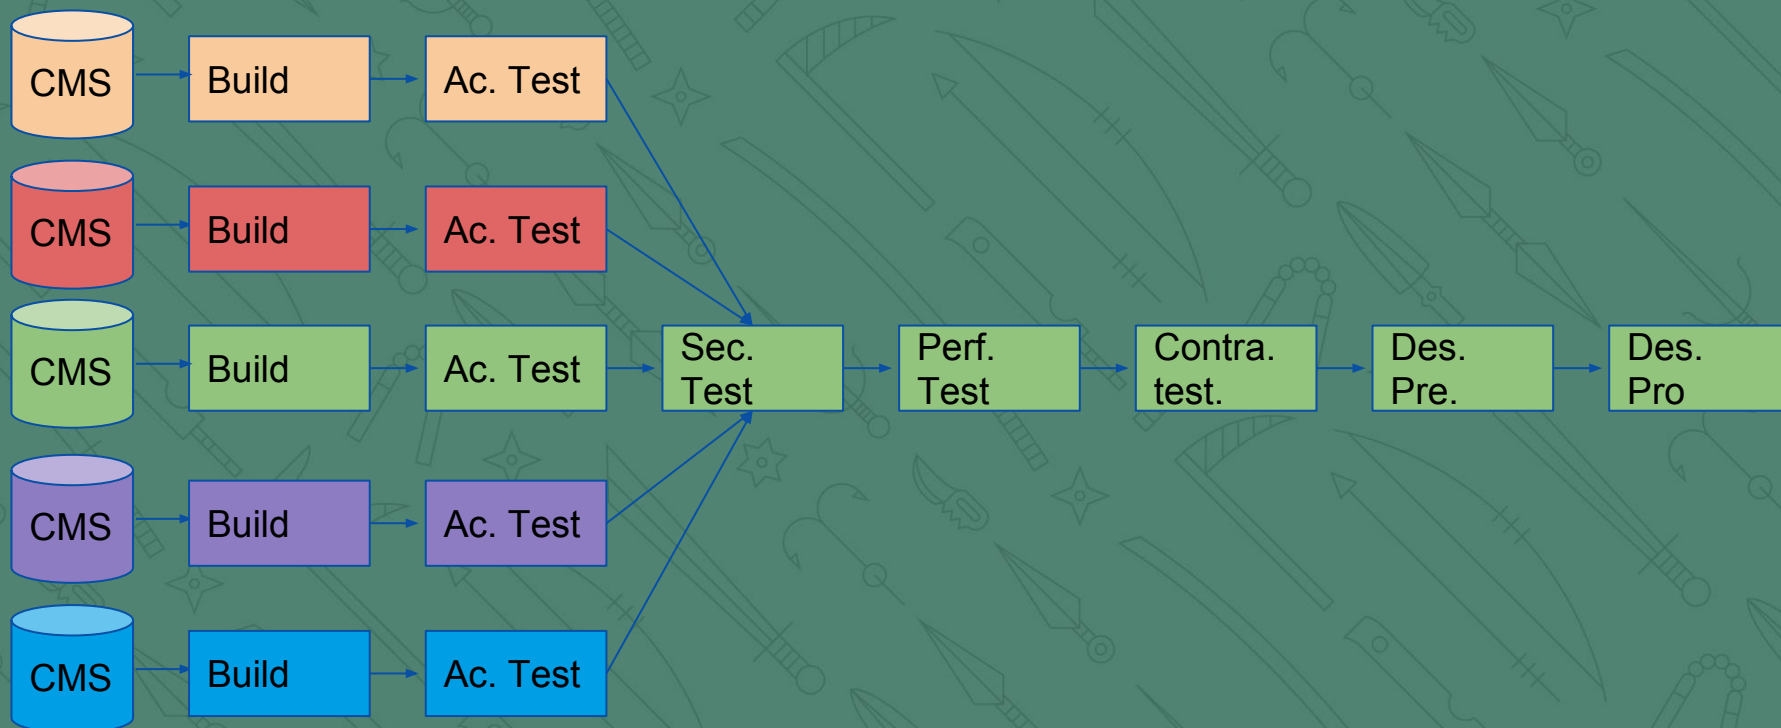 CMS
Build
Ac. Test
CMS
Build
Ac. Test
CMS
Build
Ac. Test
Sec.
Test
Perf.
Test
Contra.
test.
Des.
Pre.
Des.
Pro
CMS
Build
Ac. Test
CMS
Build
Ac. Test